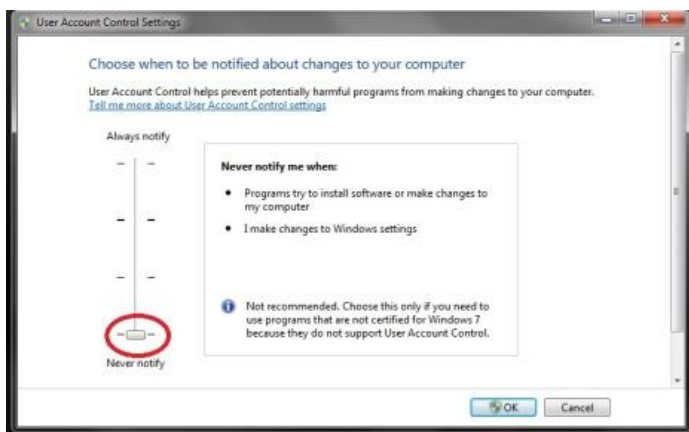 User Account Control Settings
Choose when to be notified about changes to your computer
User Account Control helps prevent potentially harmful programs from making changes to your computer.
Tell me more about User Account Control settings
Always notify
Never notify me when:
• Programs try to install software or make changes to
my computer
• I make changes to Windows settings
Not recommended. Choose this only if you need to
use programs that are not certified for Windows 7
because they do not support User Account Control.
Never notify
OK
Cancel